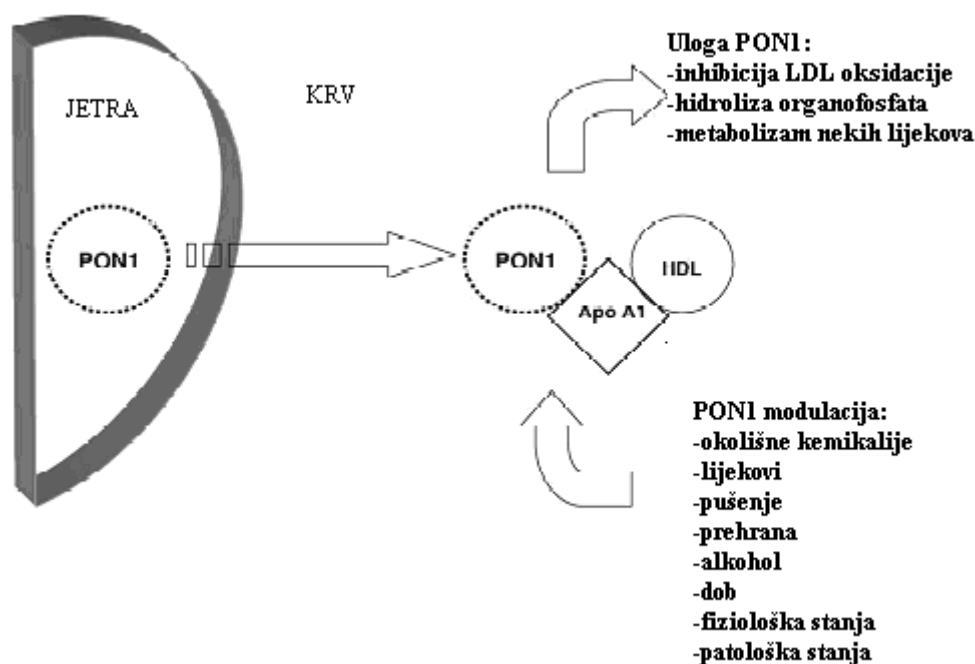 JETRA
KRV
PON1
Uloga PON1:
-inhibicija LDL oksidacije
-hidroliza organofosfata
-metabolizam nekih lijekova
PON1
Apo A1
HDL
PON1 modulacija:
-okolišne kemikalije
-lijekovi
-pušenje
-prehrana
-alkohol
-dob
-fiziološka stanja
-patološka stanja